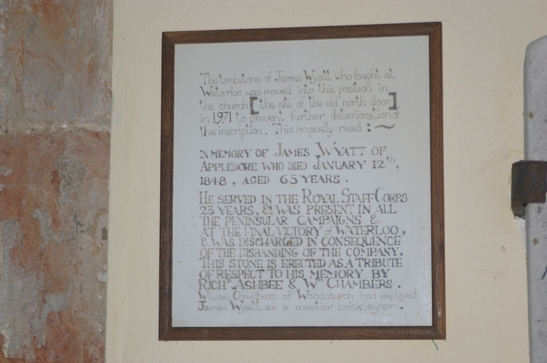 The tombstone of James Wyatt who fought at
Waterloo was moved into this position in
the church [the site of the old north door]
in 1971 to prevent further deterioration of
the inscription. This originally read :~
IN MEMORY OF JAMES WYATT OF
APPLEDORE WHO DIED JANUARY 12th,
1848, AGED 65 YEARS.
HE SERVED IN THE ROYAL STAFF CORPS
23 YEARS, & WAS PRESENT IN ALL
THE PENINSULAR CAMPAIGNS &
AT THE FINAL VICTORY of WATERLOO,
& WAS DISCHARGED IN CONSEQUENCE
OF THE DISBANDING OF THE COMPANY.
THIS STONE IS ERECTED AS A TRIBUTE
OF RESPECT TO HIS MEMORY BY
RICHd ASHBEE & Wm CHAMBERS.
of Woodchurch had employed
James Wyatt as a master bricklayer.